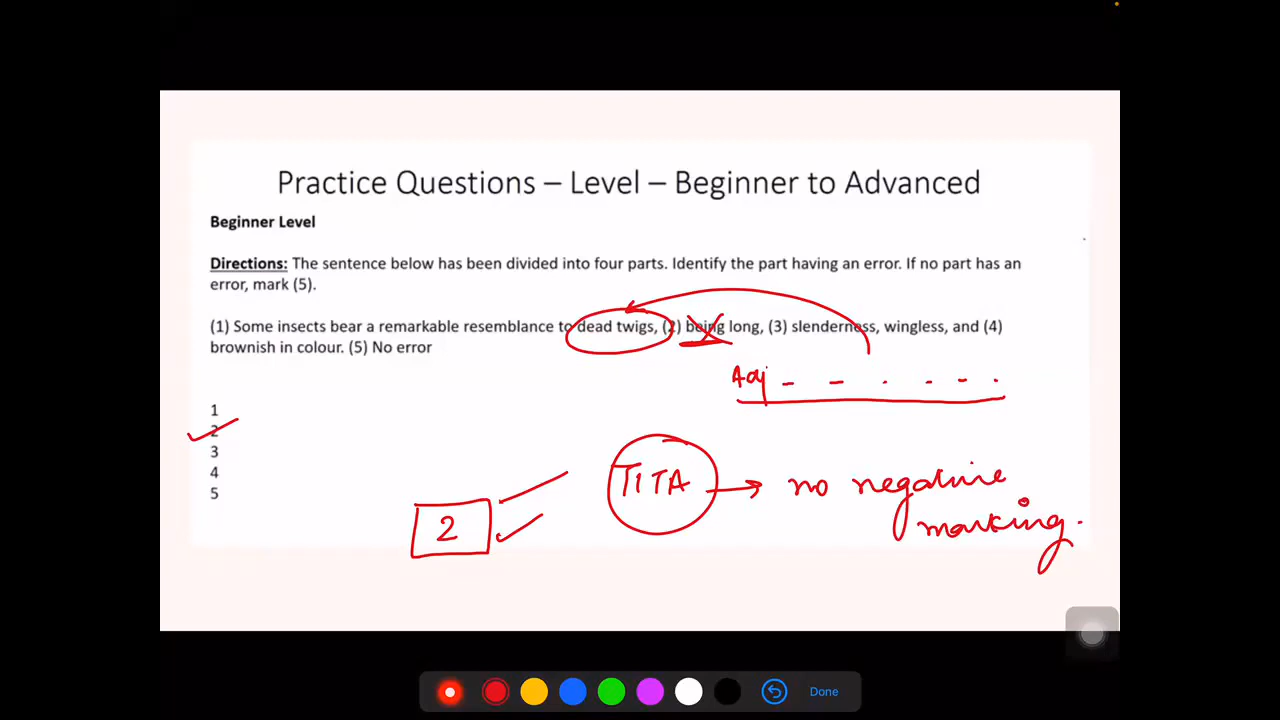 Practice Questions – Level – Beginner to Advanced
Beginner Level
Directions: The sentence below has been divided into four parts. Identify the part having an error. If no part has an
error, mark (5).
(1) Some insects bear a remarkable resemblance to dead twigs, (2) being long, (3) slenderness, wingless, and (4)
brownish in colour. (5) No error
Adj
1
2
3
4
5
TITA → no negative
marking.
2
Done